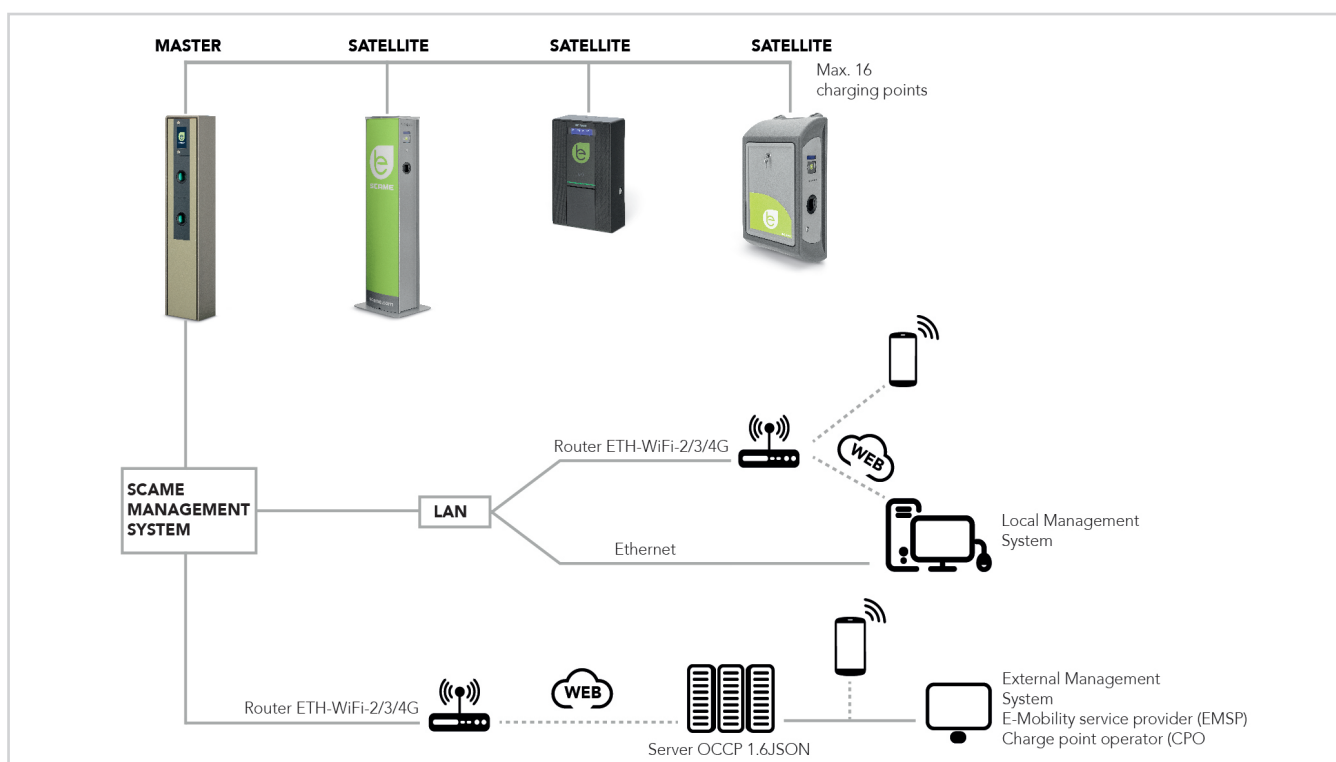 MASTER
SATELLITE
SATELLITE
SATELLITE
Max. 16
charging points
SCAME
Router ETH-WiFi-2/3/4G
WEB
SCAME
MANAGEMENT
SYSTEM
LAN
Local Management
System
Ethernet
Router ETH-WiFi-2/3/4G
WEB
Server OCCP 1.6JSON
External Management
System
E-Mobility service provider (EMSP)
Charge point operator (CPO